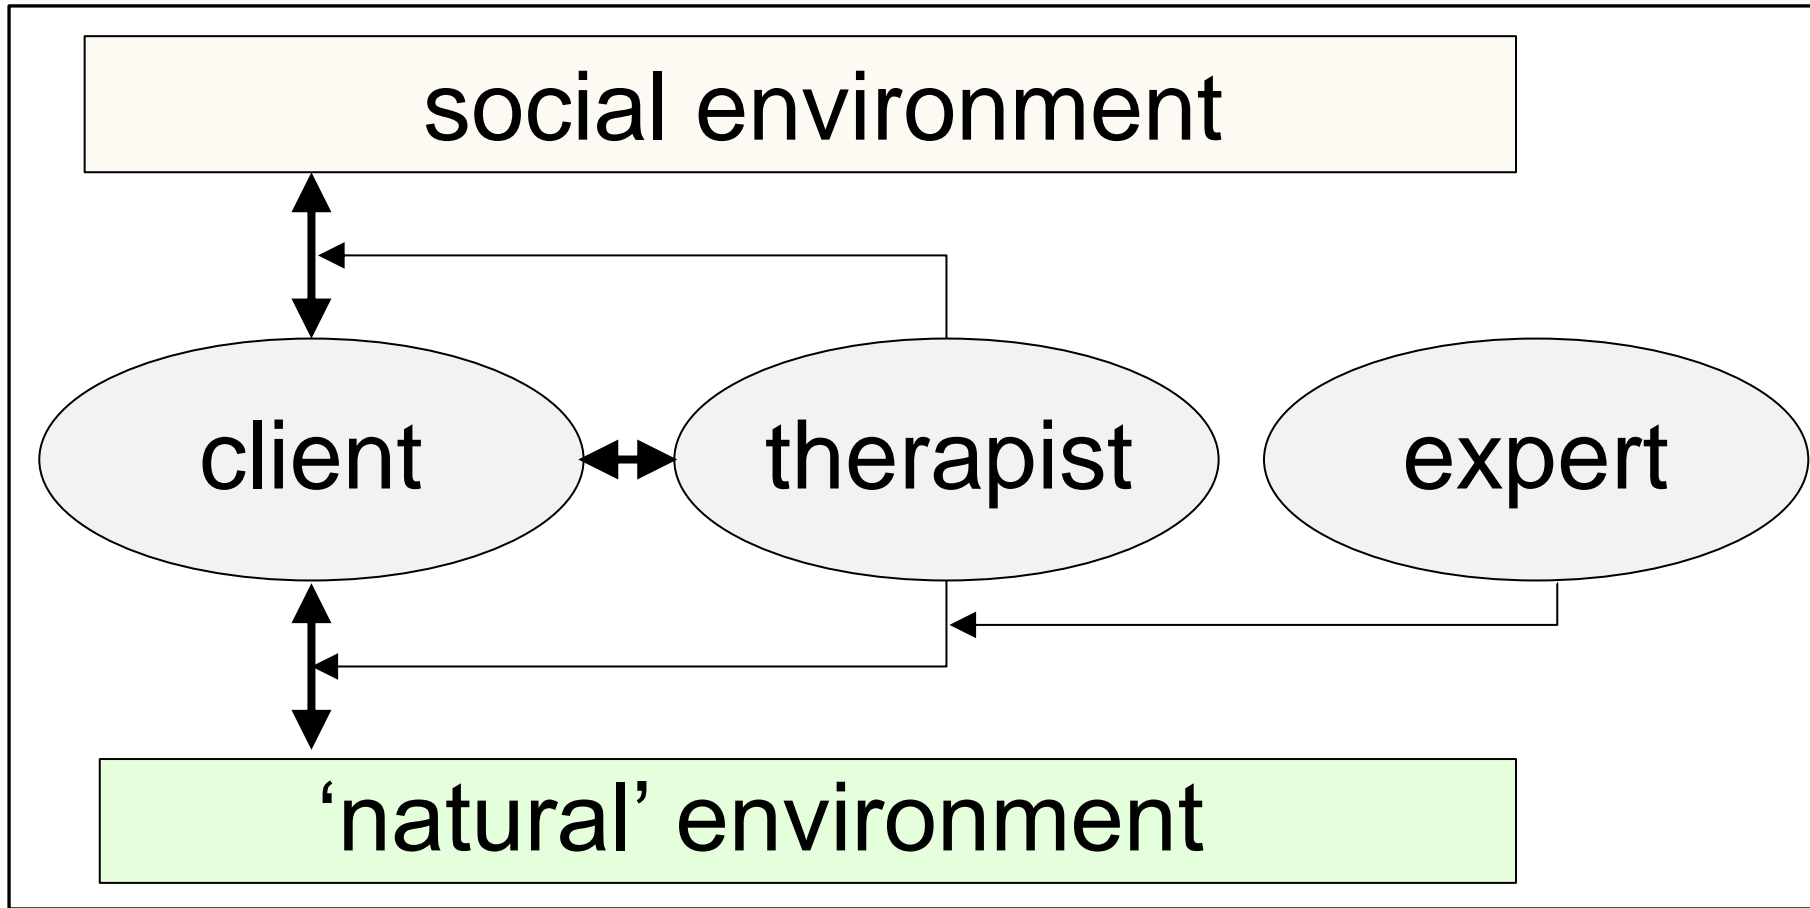 social environment
client
therapist
expert
‘natural’ environment